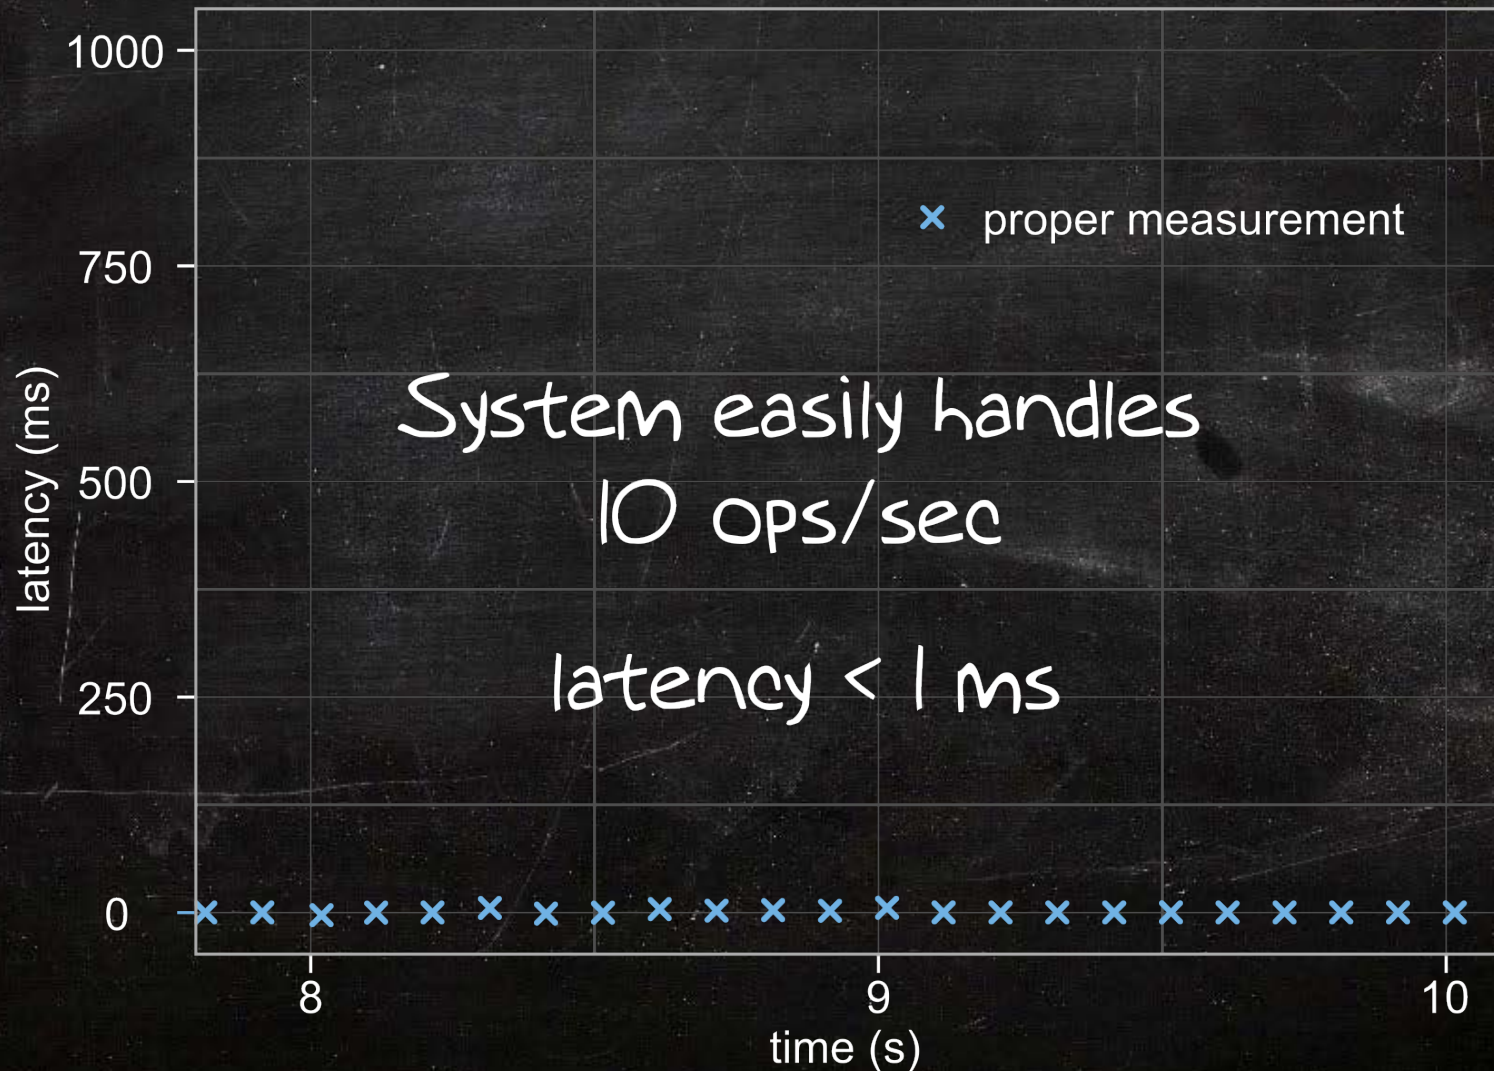 1000
proper measurement
750
System easily handles
500
10 ops/sec
latency (ms)
latency < 1 ms
250
0
8 9 10
time (s)